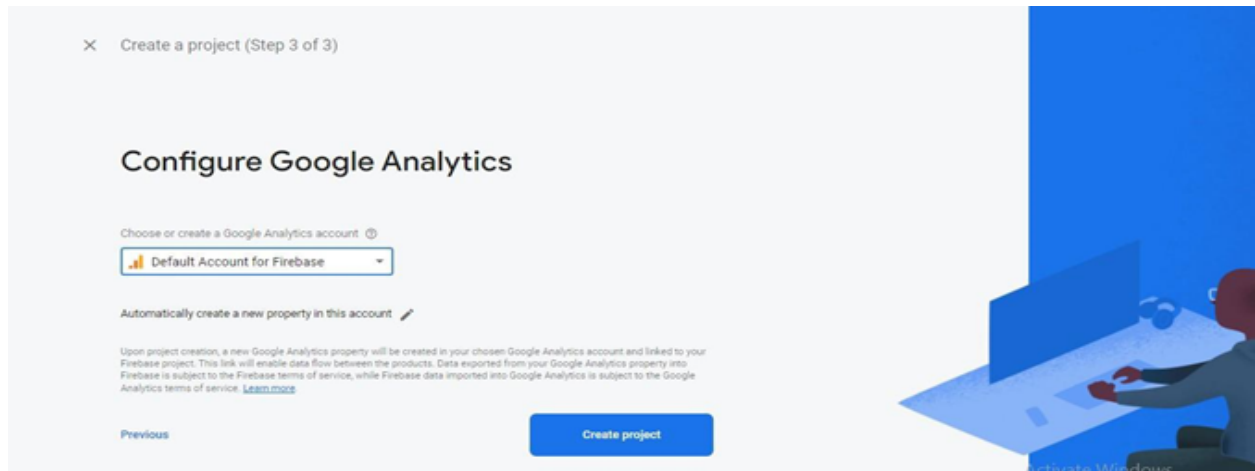 Create a project (Step 3 of 3)
Configure Google Analytics
Choose or create a Google Analytics account
Default Account for Firebase
Automatically create a new property in this account
Upon project creation, a new Google Analytics property will be created in your chosen Google Analytics account and linked to your
Firebase project. This link will enable data flow between the products. Data exported from your Google Analytics property into
Firebase is subject to the Firebase terms of service, while Firebase data imported into Google Analytics is subject to the Google
Analytics terms of service. Learn more.
Previous
Create project
Activate Windows